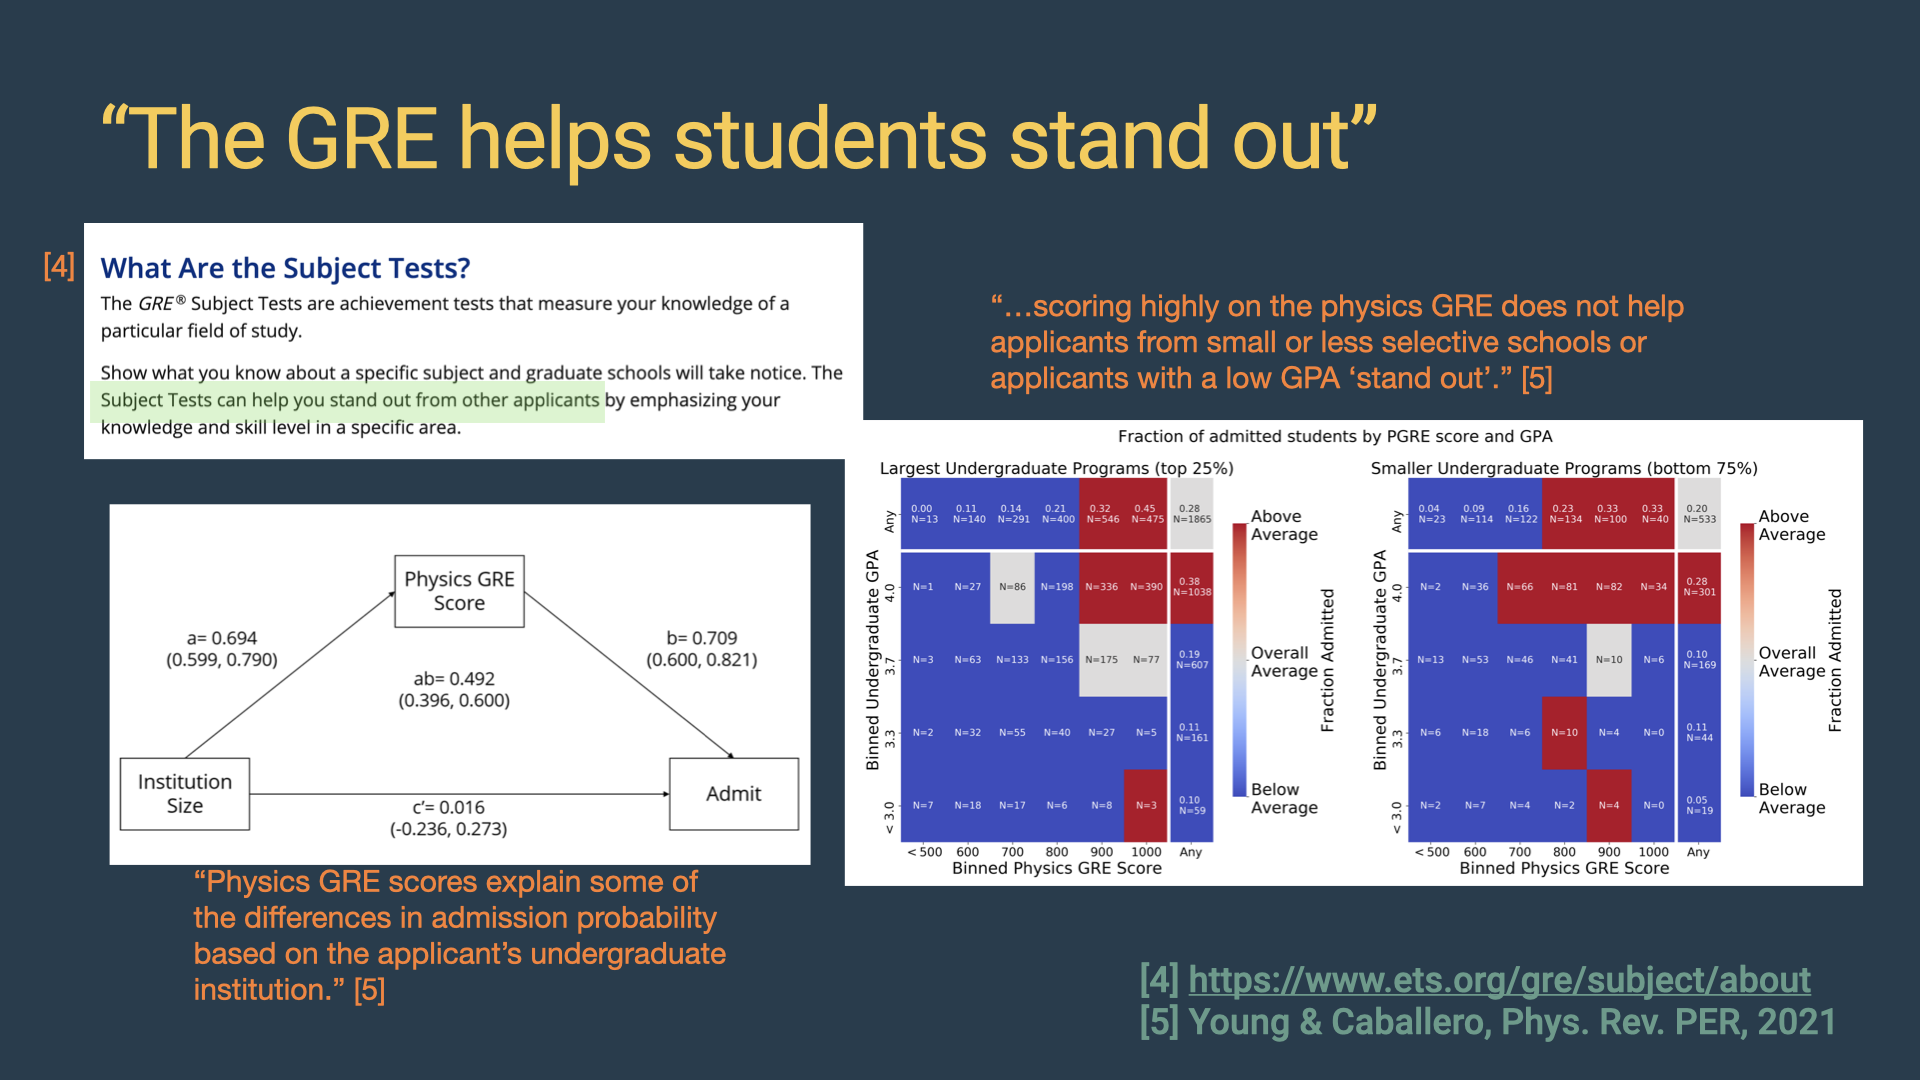 “The GRE helps students stand out”
[4]
What Are the Subject Tests?
The GRE® Subject Tests are achievement tests that measure your knowledge of a
particular field of study.
Show what you know about a specific subject and graduate schools will take notice. The
Subject Tests can help you stand out from other applicants by emphasizing your
knowledge and skill level in a specific area.
“…scoring highly on the physics GRE does not help
applicants from small or less selective schools or
applicants with a low GPA ‘stand out’.” [5]
Physics GRE
Score
a= 0.694
(0.599, 0.790)
b= 0.709
(0.600, 0.821)
ab= 0.492
(0.396, 0.600)
Institution
Size
Admit
c’= 0.016
(-0.236, 0.273)
“Physics GRE scores explain some of
the differences in admission probability
based on the applicant’s undergraduate
institution.” [5]
Fraction of admitted students by PGRE score and GPA
Largest Undergraduate Programs (top 25%)
Binned Undergraduate GPA
Any
0.00 0.11 0.14 0.21 0.32 0.45 0.28
N=13 N=140 N=291 N=400 N=546 N=475 N=1865
4.0
N=1 N=27 N=86 N=198 N=336 N=390
0.38
N=1038
3.7
N=3 N=63 N=133 N=156 N=175 N=77
0.19
N=607
3.3
N=2 N=32 N=55 N=40 N=27 N=5
0.11
N=161
< 3.0
N=7 N=18 N=17 N=6 N=8 N=3
0.10
N=59
< 500 600 700 800 900 1000 Any
Binned Physics GRE Score
Above
Average
Overall
Average
Below
Average
Fraction Admitted
Smaller Undergraduate Programs (bottom 75%)
Binned Undergraduate GPA
Any
0.04 0.09 0.16 0.23 0.33 0.33 0.20
N=23 N=114 N=122 N=134 N=100 N=40 N=533
4.0
N=2 N=36 N=66 N=81 N=82 N=34
0.28
N=301
3.7
N=13 N=53 N=46 N=41 N=10 N=6
0.10
N=169
3.3
N=6 N=18 N=6 N=10 N=4 N=0
0.11
N=44
< 3.0
N=2 N=7 N=4 N=2 N=4 N=0
0.05
N=19
< 500 600 700 800 900 1000 Any
Binned Physics GRE Score
Above
Average
Overall
Average
Below
Average
Fraction Admitted
[4] https://www.ets.org/gre/subject/about
[5] Young & Caballero, Phys. Rev. PER, 2021